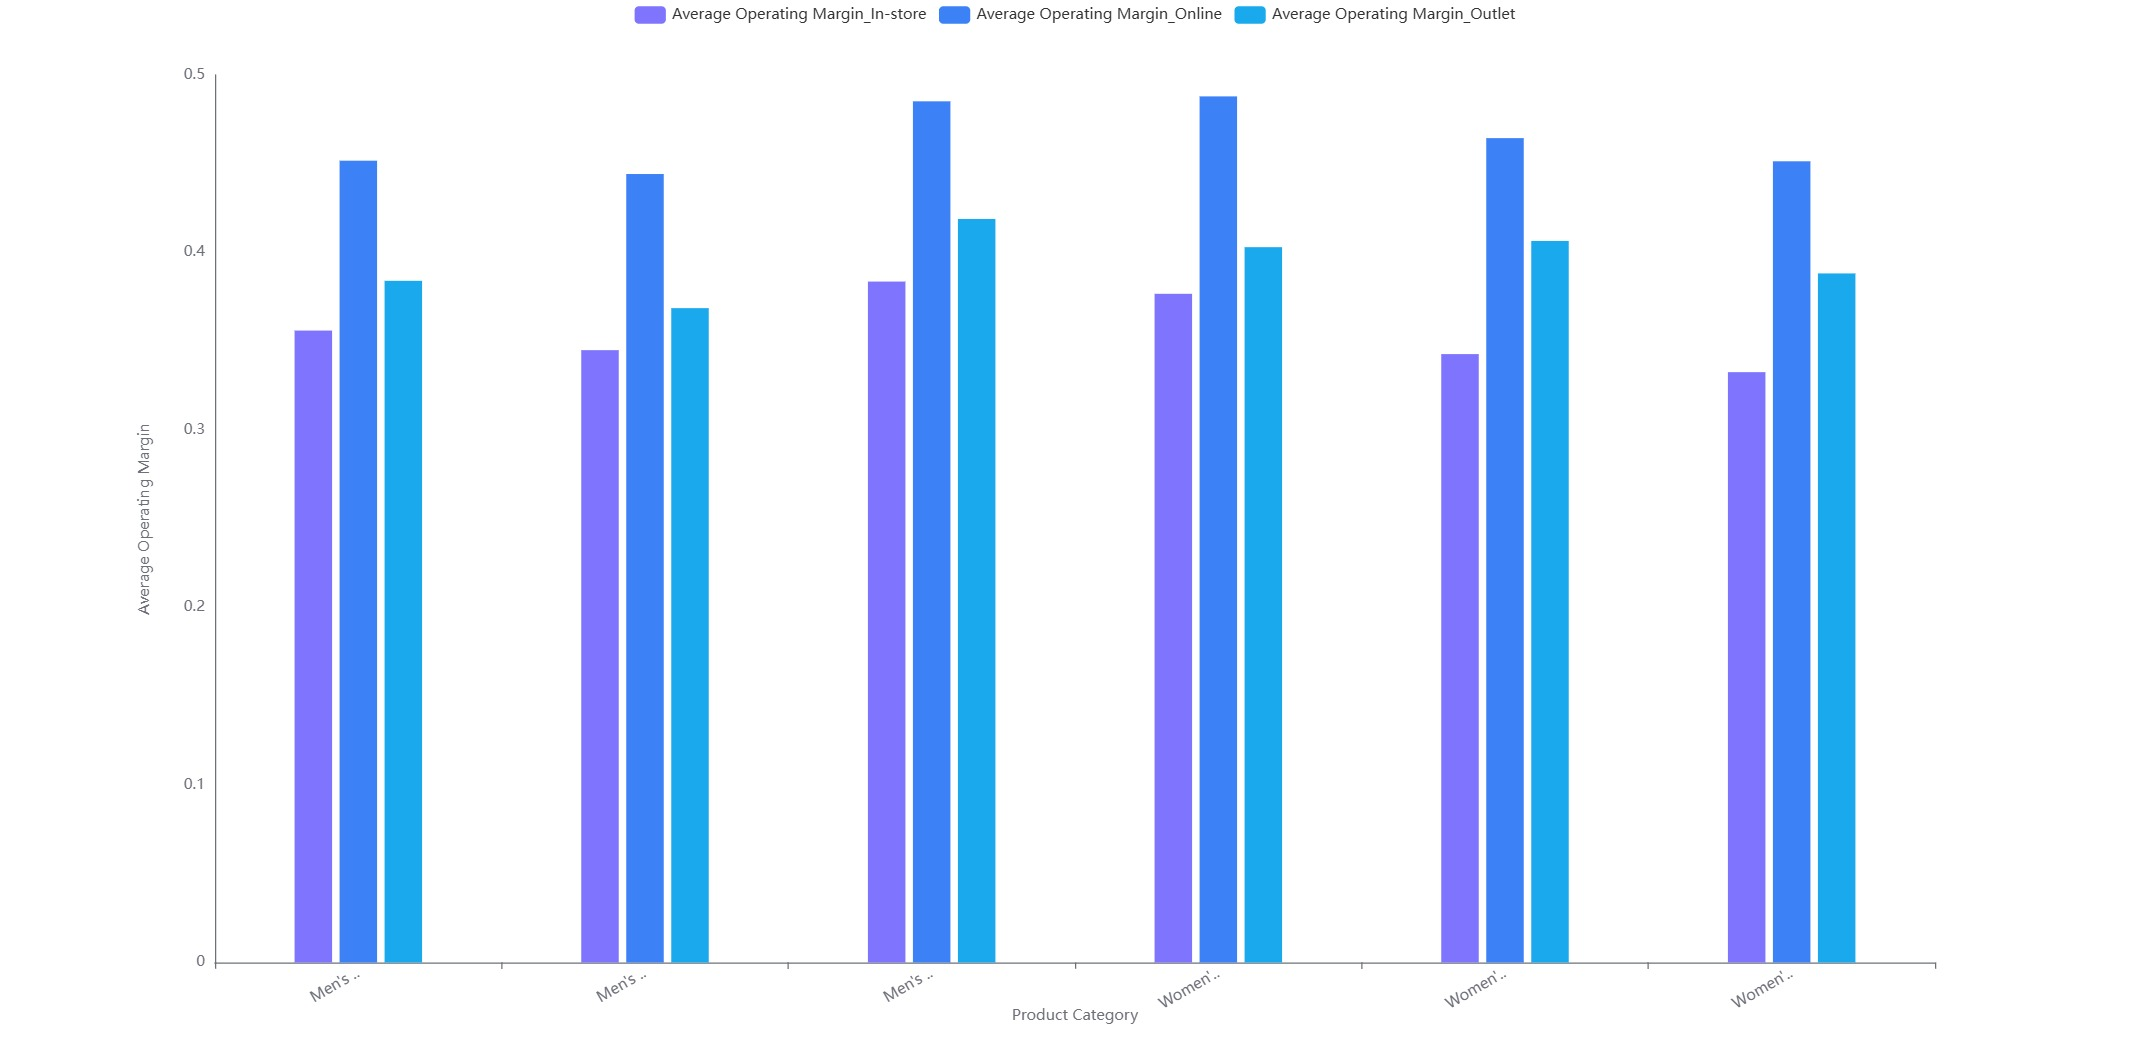 Average Operating Margin_In-store Average Operating Margin_Online Average Operating Margin_Outlet
0.5
0.4
0.3
0.2
0.1
0
Average Operating Margin
Men's ..
Men's ..
Men's ..
Women'..
Women'..
Women'..
Product Category